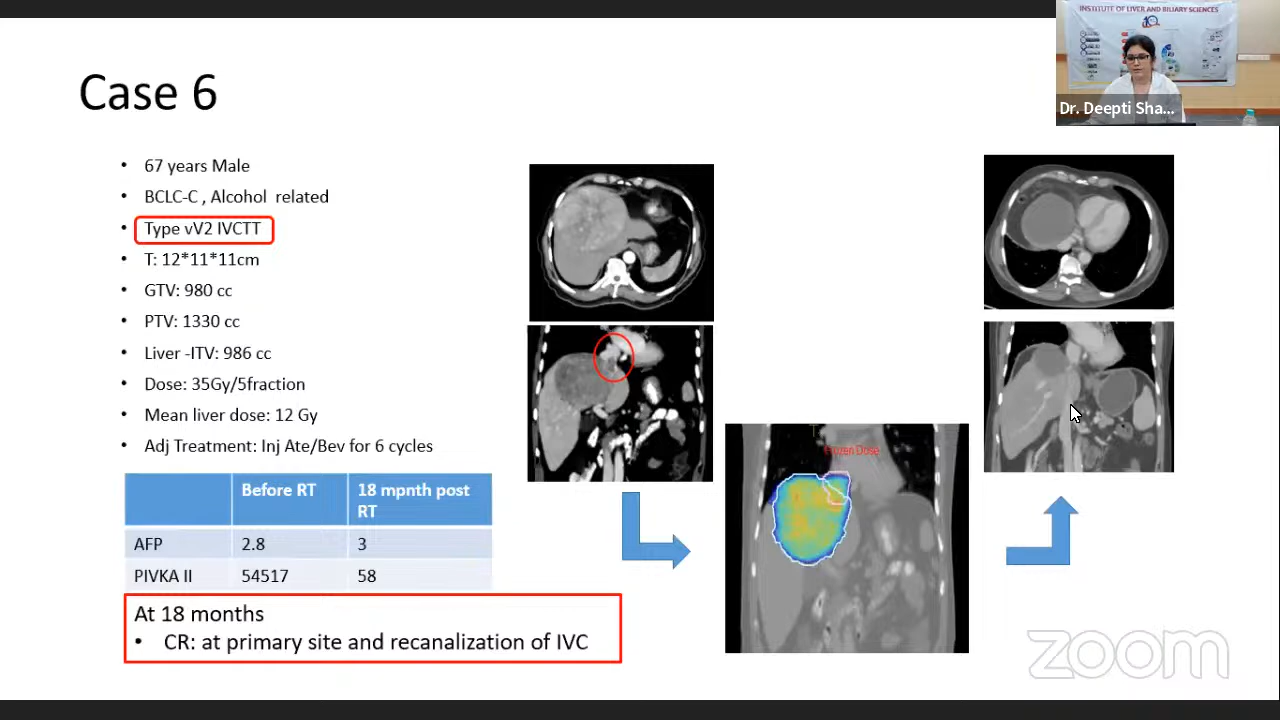 INSTITUTE OF LIVER AND BILIARY SCIENCES
Dr. Deepti Sha...
Case 6
• 67 years Male
• BCLC-C , Alcohol related
• Type vV2 IVCTT
• T: 12*11*11cm
• GTV: 980 cc
• PTV: 1330 cc
• Liver -ITV: 986 cc
• Dose: 35Gy/5fraction
• Mean liver dose: 12 Gy
• Adj Treatment: Inj Ate/Bev for 6 cycles
Before RT
18 mpnth post
RT
AFP 2.8 3
PIVKA II 54517 58
At 18 months
• CR: at primary site and recanalization of IVC
Frozen Dose
zoom